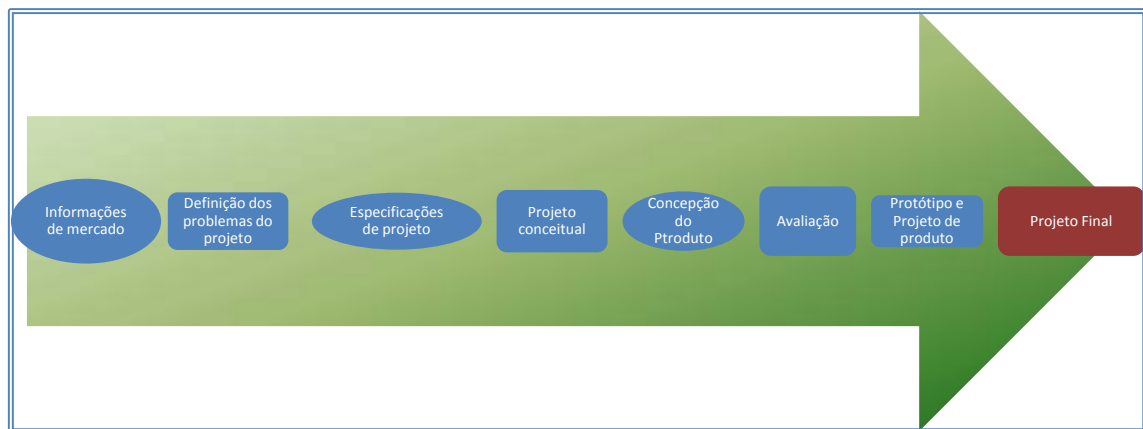 Informações
de mercado
Definição dos
problemas do
projeto
Especificações
de projeto
Projeto
conceitual
Concepção
do
Ptroduto
Avaliação
Protótipo e
Projeto de
produto
Projeto Final